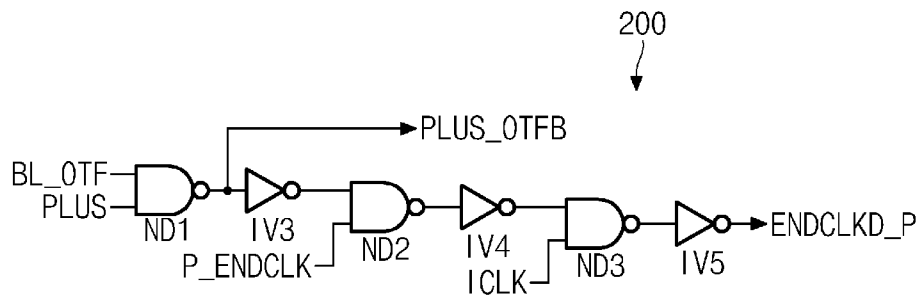 200
PLUS_OTFB
BL_OTF
PLUS
ND1
IV3
P_ENDCLK
ND2
IV4
ICLK
ND3
IV5
ENDCLKD_P